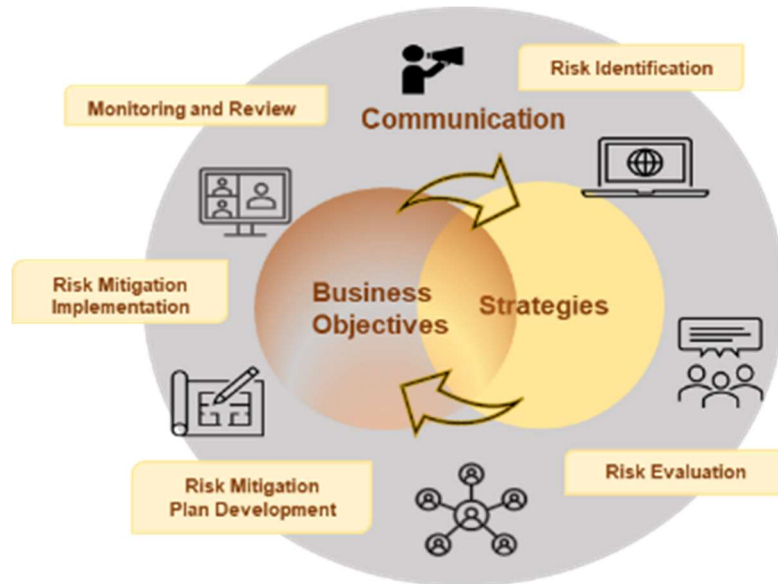 Risk Identification
Monitoring and Review
Communication
Risk Mitigation
Implementation
Business
Objectives
Strategies
Risk Evaluation
Risk Mitigation
Plan Development